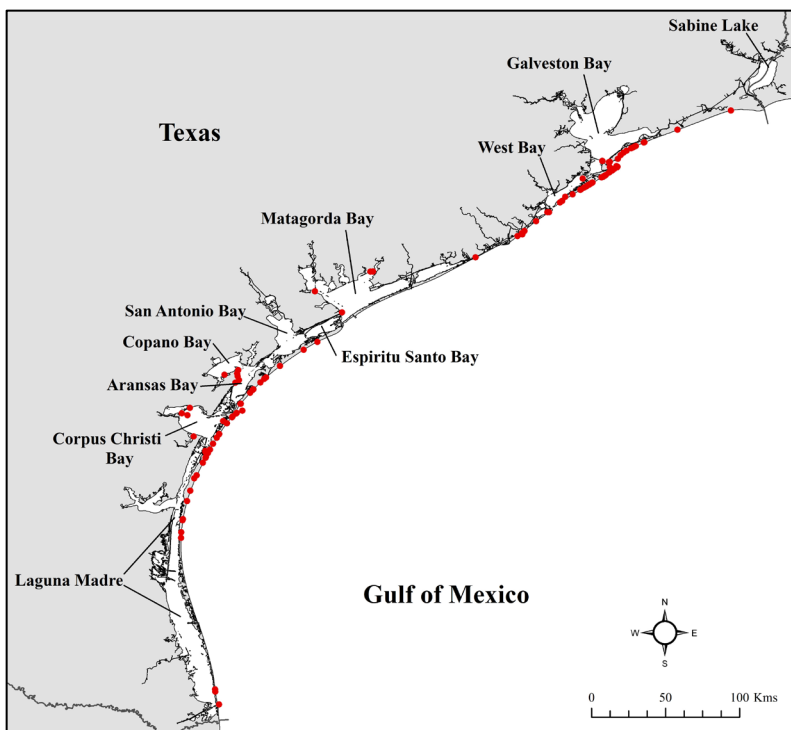 Sabine Lake
Galveston Bay
Texas
West Bay
Matagorda Bay
San Antonio Bay
Copano Bay
Espiritu Santo Bay
Aransas Bay
Corpus Christi
Bay
Laguna Madre
Gulf of Mexico
N
W
E
S
0
50
100 Kms